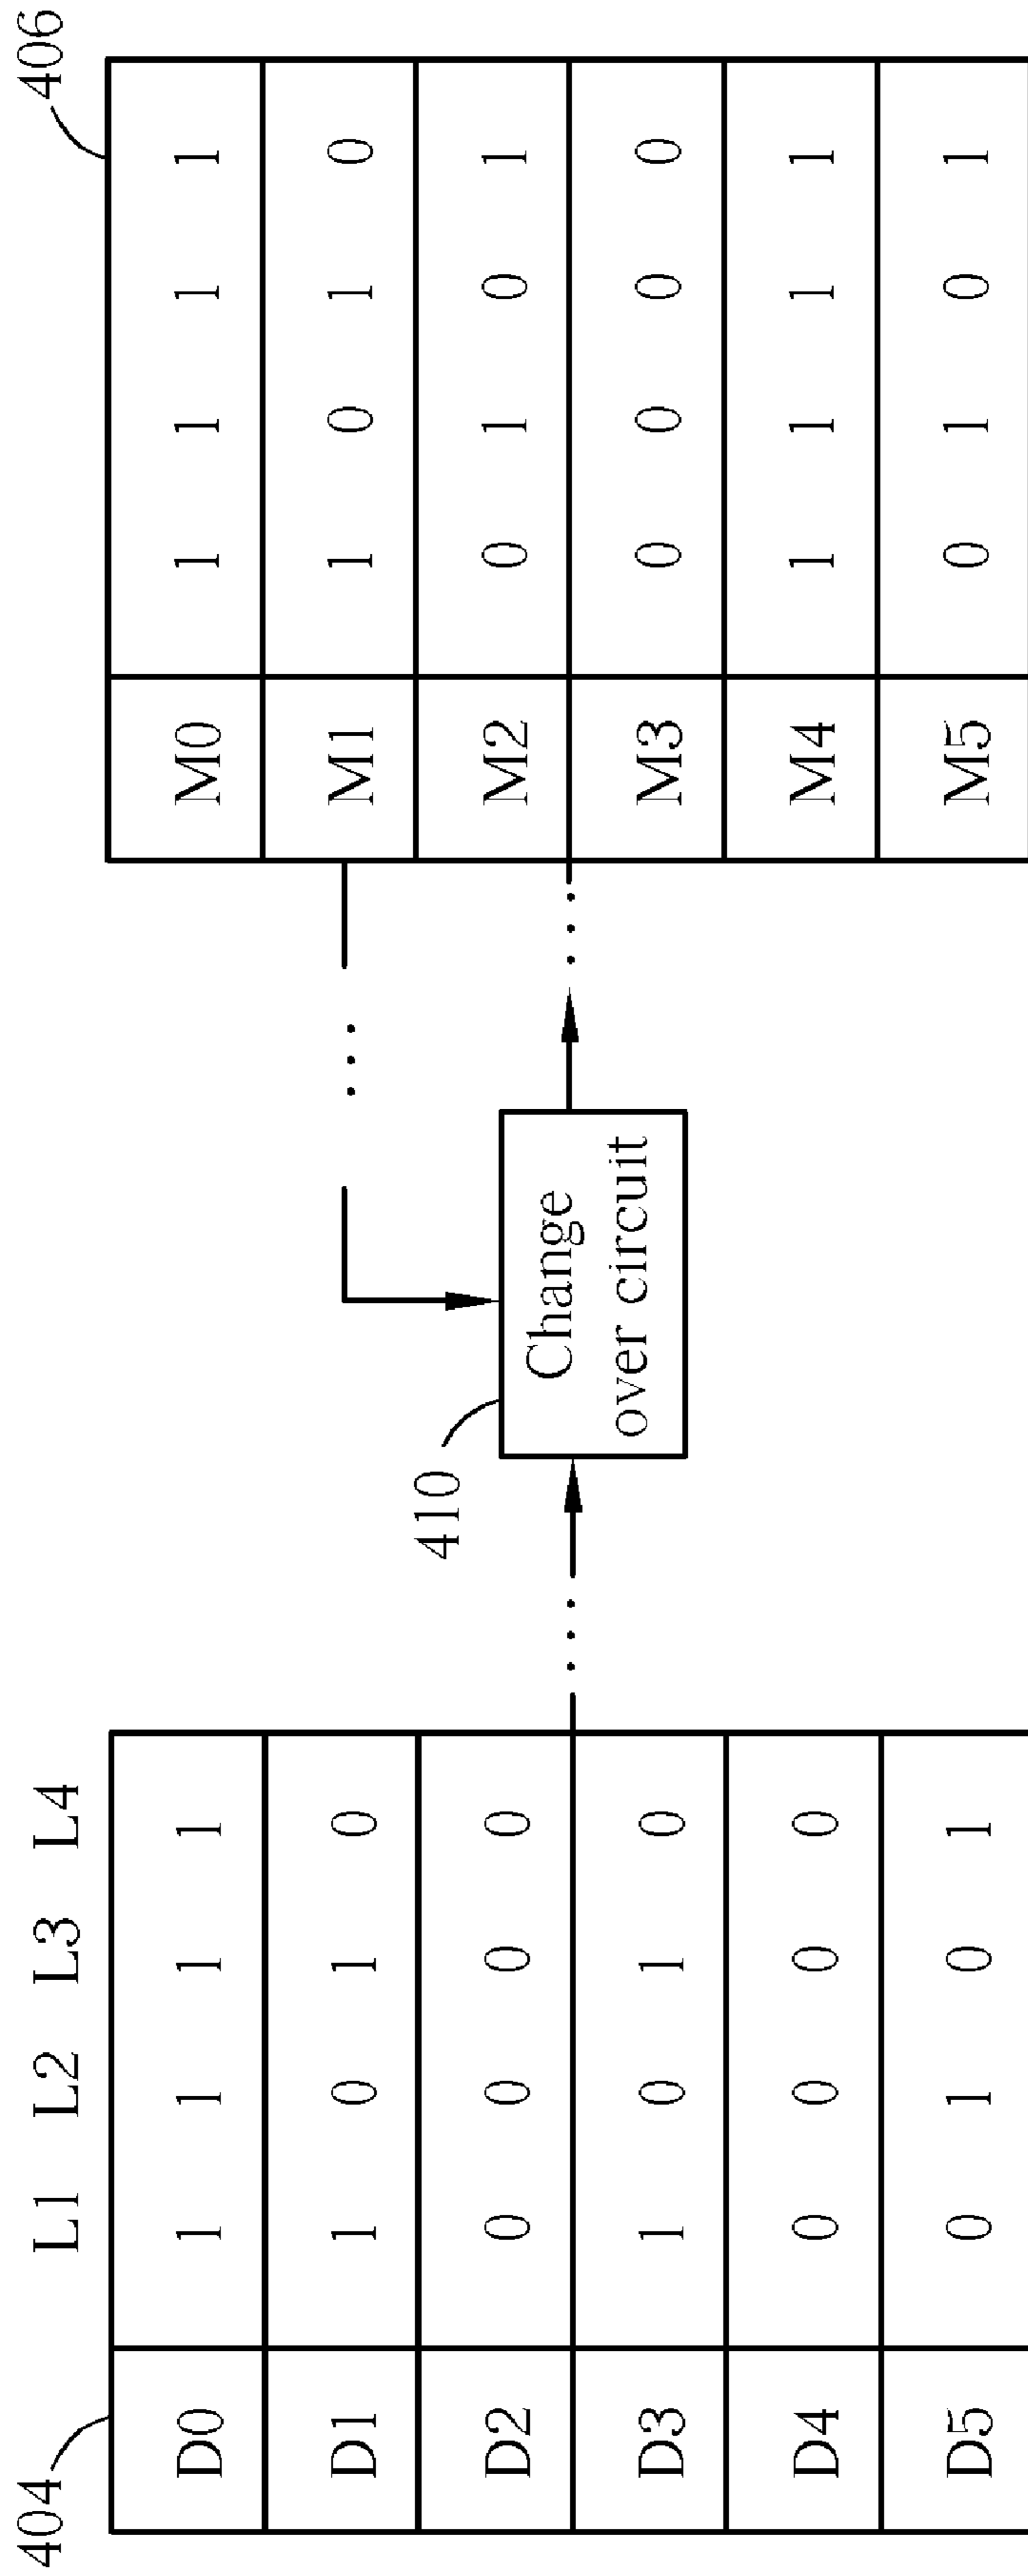 404
L1 L2 L3 L4
D0 1 1 1 1
D1 1 0 1 0
D2 0 0 0 0
D3 1 0 1 0
D4 0 0 0 0
D5 0 1 0 1
410
Change
over circuit
406
M0 1 1 1 1
M1 1 0 1 0
M2 0 1 0 1
M3 0 0 0 0
M4 1 1 1 1
M5 0 1 0 1